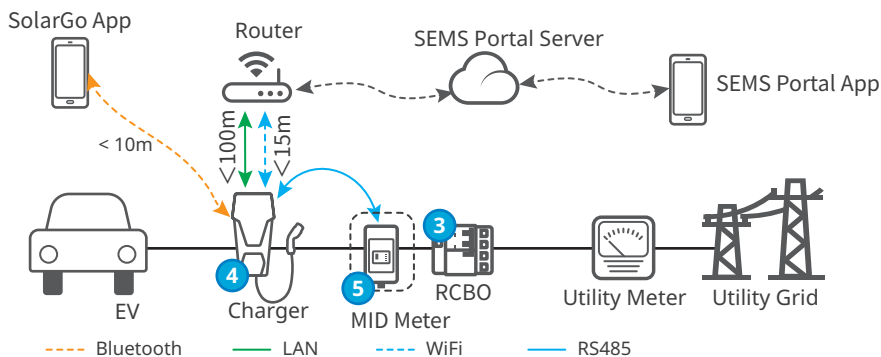 SolarGo App
Router
SEMS Portal Server
SEMS Portal App
< 10m
<100m
<15m
3
4
5
EV
Charger
MID Meter
RCBO
Utility Meter
Utility Grid
Bluetooth
LAN
WiFi
RS485